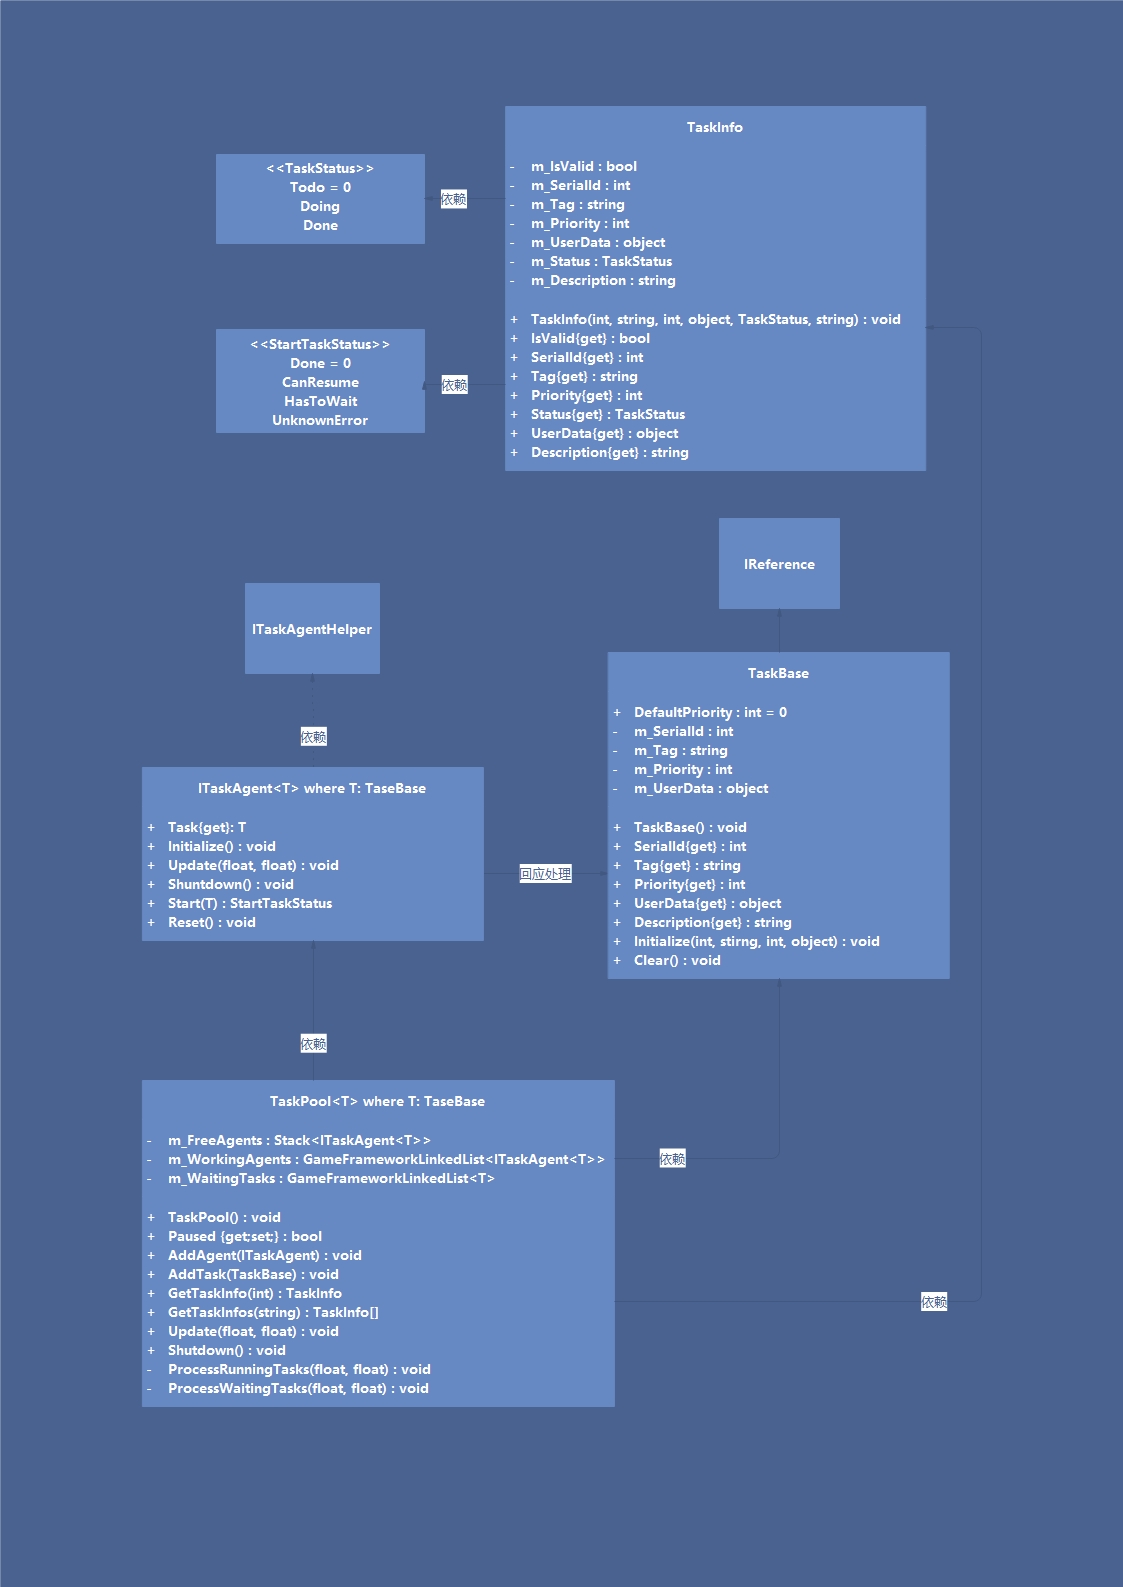 TaskInfo
- m_IsValid : bool
- m_SerialId : int
- m_Tag : string
- m_Priority : int
- m_UserData : object
- m_Status : TaskStatus
- m_Description : string
+ TaskInfo(int, string, int, object, TaskStatus, string) : void
+ IsValid{get} : bool
+ SerialId{get} : int
+ Tag{get} : string
+ Priority{get} : int
+ Status{get} : TaskStatus
+ UserData{get} : object
+ Description{get} : string
<<TaskStatus>>
Todo = 0
Doing
Done
依赖
<<StartTaskStatus>>
Done = 0
CanResume
HasToWait
UnknownError
依赖
IReference
ITaskAgentHelper
依赖
TaskBase
+ DefaultPriority : int = 0
- m_SerialId : int
- m_Tag : string
- m_Priority : int
- m_UserData : object
+ TaskBase() : void
+ SerialId{get} : int
+ Tag{get} : string
+ Priority{get} : int
+ UserData{get} : object
+ Description{get} : string
+ Initialize(int, stirng, int, object) : void
+ Clear() : void
ITaskAgent<T> where T: TaseBase
+ Task{get}: T
+ Initialize() : void
+ Update(float, float) : void
+ Shuntdown() : void
+ Start(T) : StartTaskStatus
+ Reset() : void
回应处理
依赖
TaskPool<T> where T: TaseBase
- m_FreeAgents : Stack<ITaskAgent<T>>
- m_WorkingAgents : GameFrameworkLinkedList<ITaskAgent<T>>
- m_WaitingTasks : GameFrameworkLinkedList<T>
+ TaskPool() : void
+ Paused {get;set;} : bool
+ AddAgent(ITaskAgent) : void
+ AddTask(TaskBase) : void
+ GetTaskInfo(int) : TaskInfo
+ GetTaskInfos(string) : TaskInfo[]
+ Update(float, float) : void
+ Shutdown() : void
- ProcessRunningTasks(float, float) : void
- ProcessWaitingTasks(float, float) : void
依赖
依赖